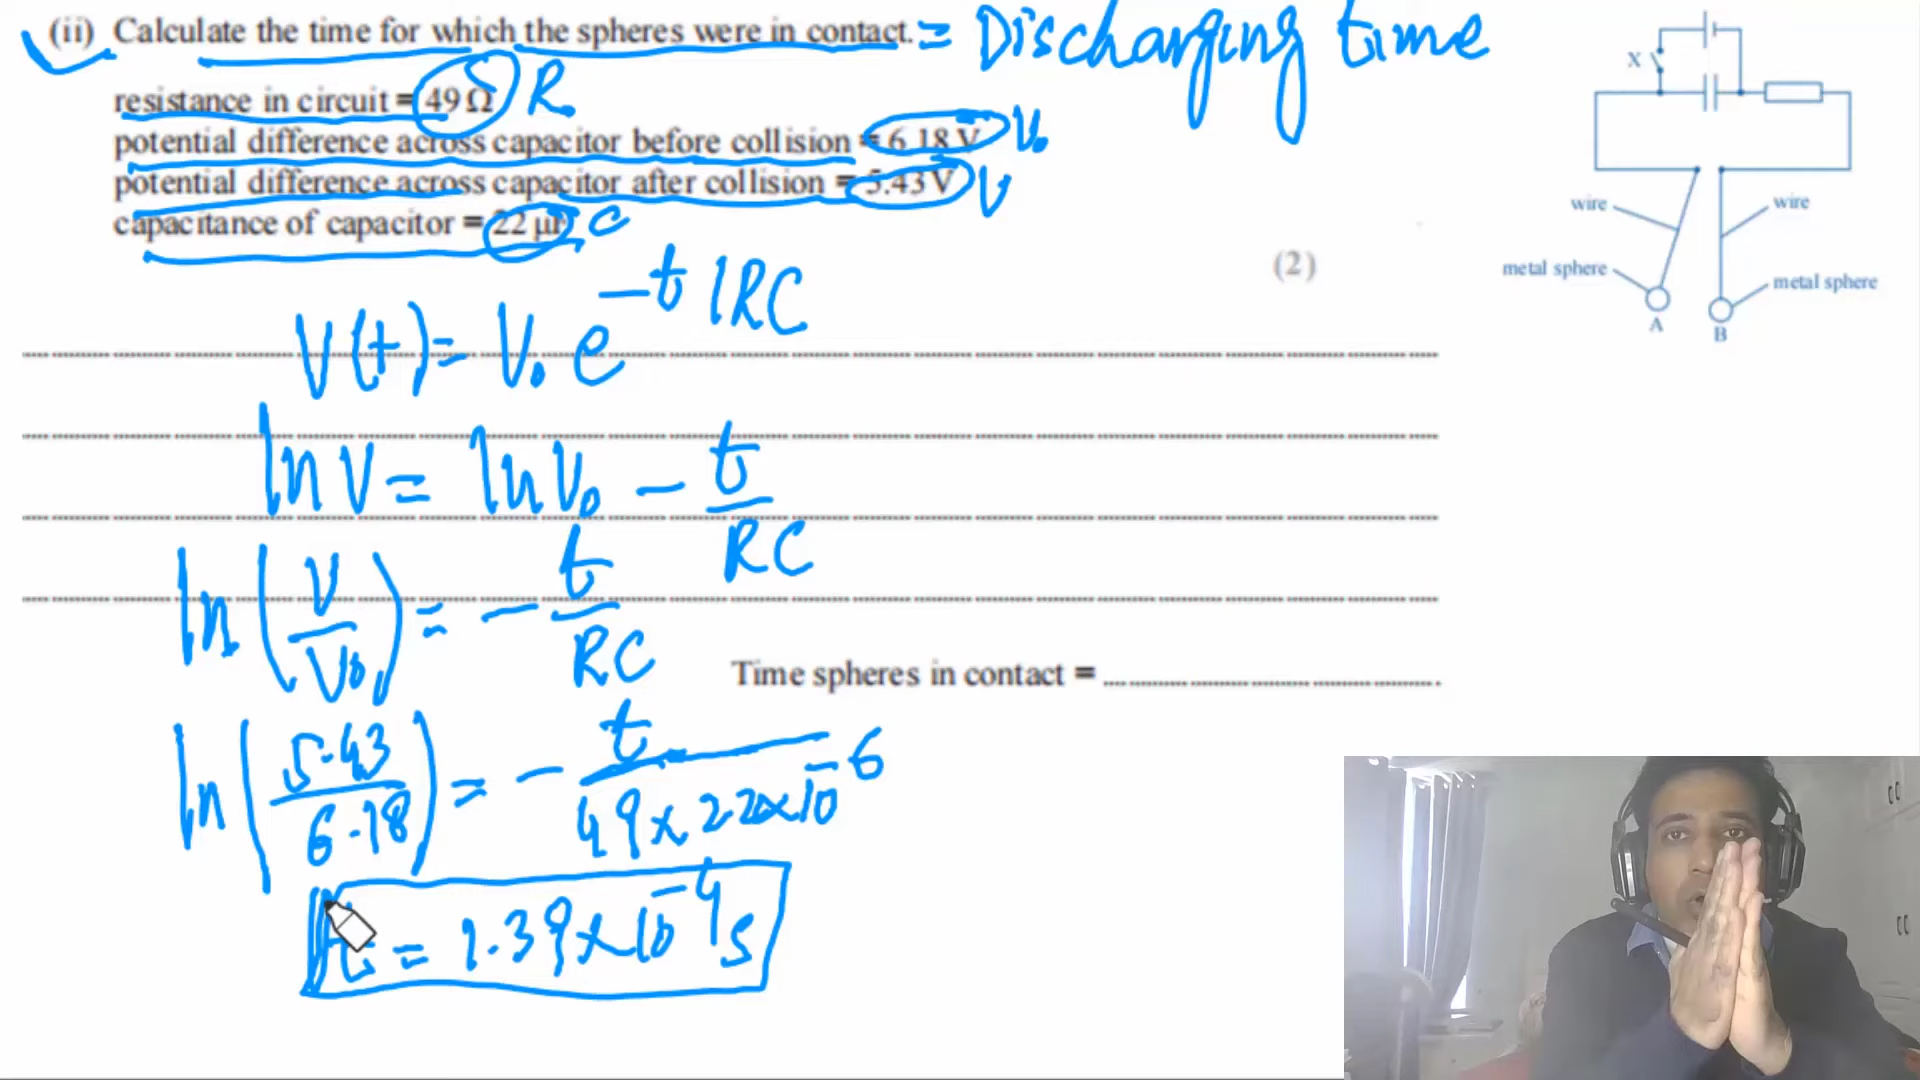 (ii) Calculate the time for which the spheres were in contact. = Discharging time
resistance in circuit = 49 Ω R
potential difference across capacitor before collision = 6.18 V V₀
potential difference across capacitor after collision = 5.43 V V
capacitance of capacitor = 22 μF C
(2)
V(t) = V₀ e^-t/RC
ln V = ln V₀ - t/RC
ln (V/V₀) = - t/RC
Time spheres in contact =
ln (5.43/6.18) = - t/49×22×10^-6
t = 1.39×10^-4 s
X
wire
wire
metal sphere
metal sphere
A
B